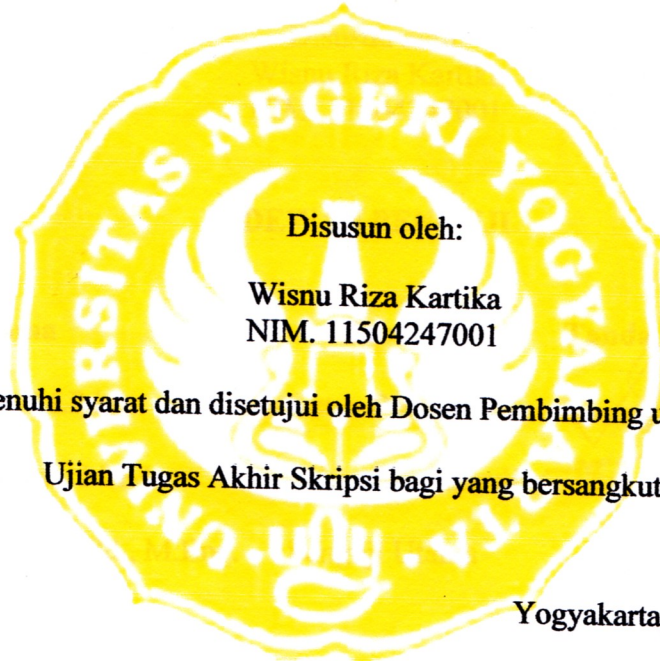 UNIVERSITAS NEGERI YOGYAKARTA
Disusun oleh:
Wisnu Riza Kartika
NIM. 11504247001
enuhi syarat dan disetujui oleh Dosen Pembimbing u
Ujian Tugas Akhir Skripsi bagi yang bersangkut
uny
Yogyakarta